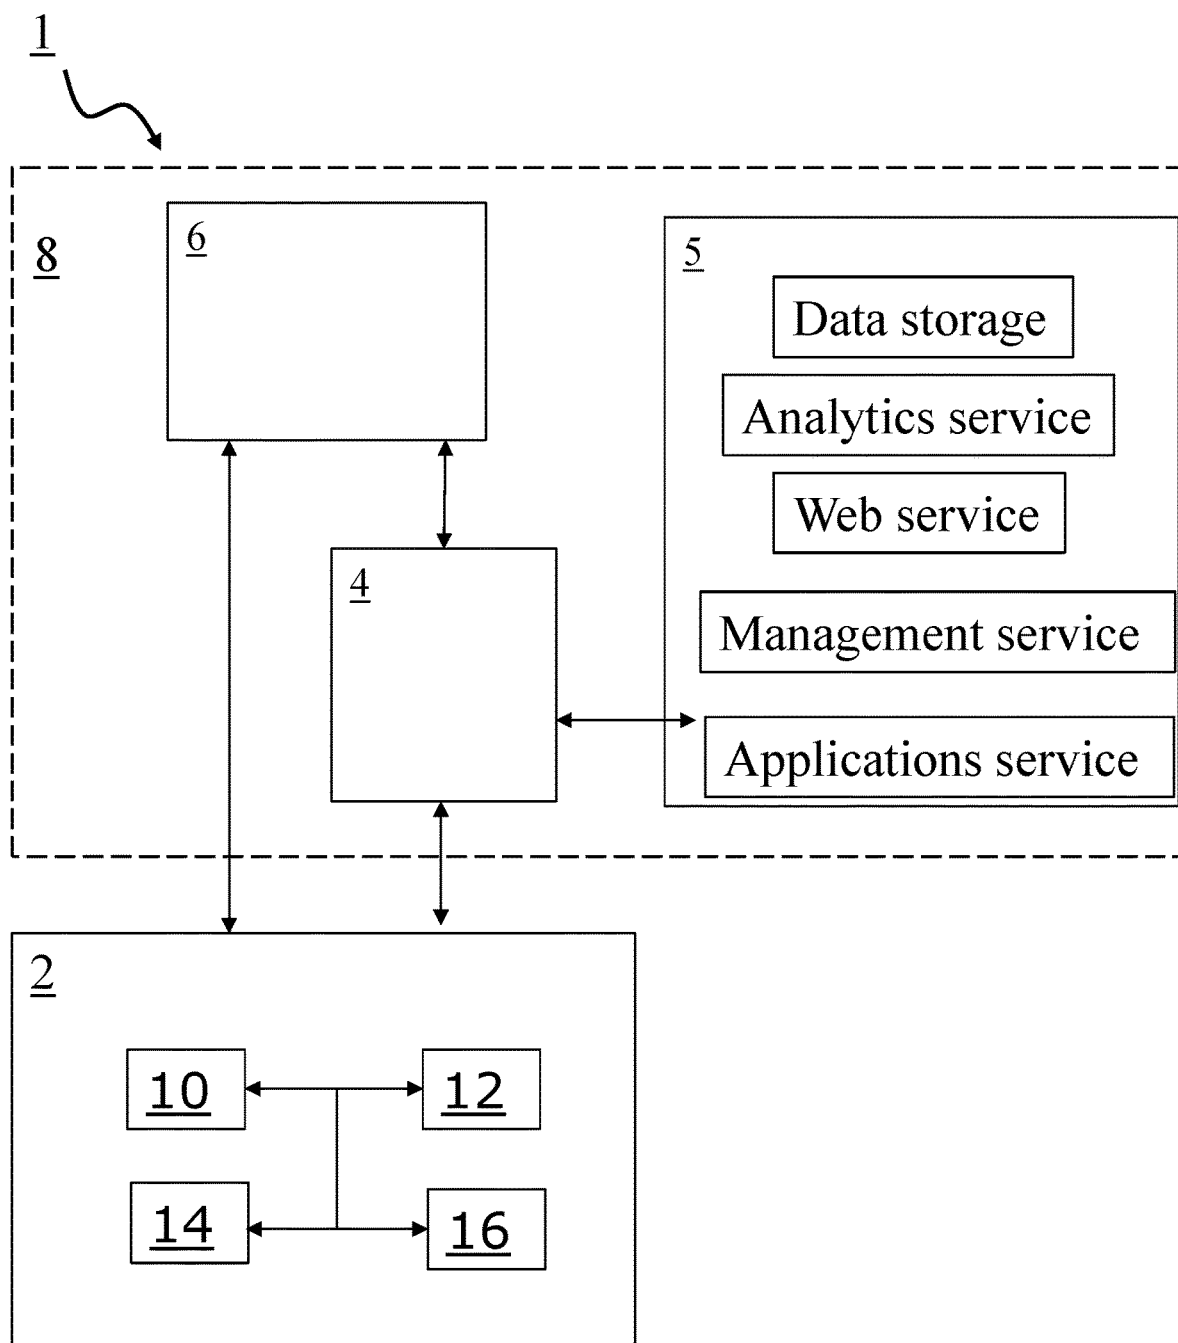 1
8
6
5
Data storage
Analytics service
Web service
4
Management service
Applications service
2
10
12
14
16